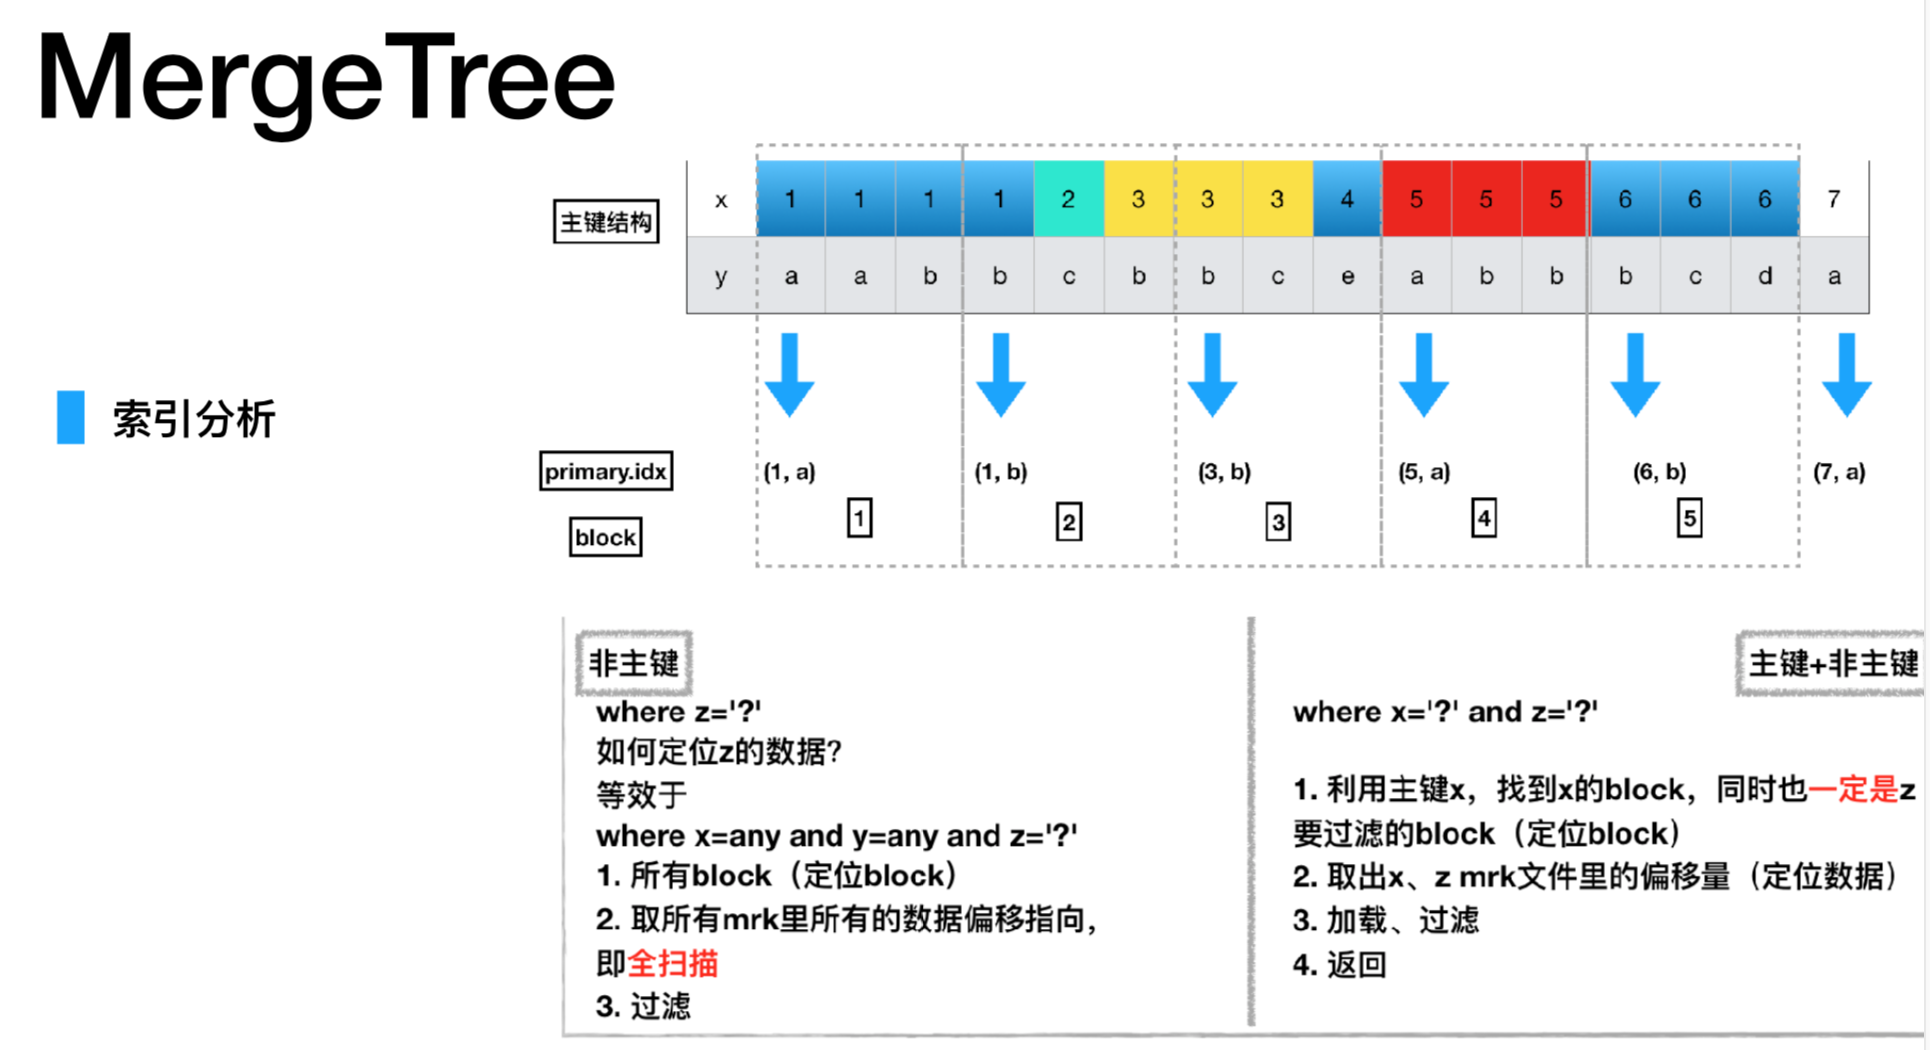 MergeTree
主键结构
x 1 1 1 1 2 3 3 3 4 5 5 5 6 6 6 7
y a a b b c b b c e a b b b c d a
索引分析
primary.idx (1, a) (1, b) (3, b) (5, a) (6, b) (7, a)
block 1 2 3 4 5
非主键
where z='?'
如何定位z的数据?
等效于
where x=any and y=any and z='?'
1. 所有block（定位block）
2. 取所有mrk里所有的数据偏移指向，
即全扫描
3. 过滤
主键+非主键
where x='?' and z='?'
1. 利用主键x，找到x的block，同时也一定是z
要过滤的block（定位block）
2. 取出x、z mrk文件里的偏移量（定位数据）
3. 加载、过滤
4. 返回